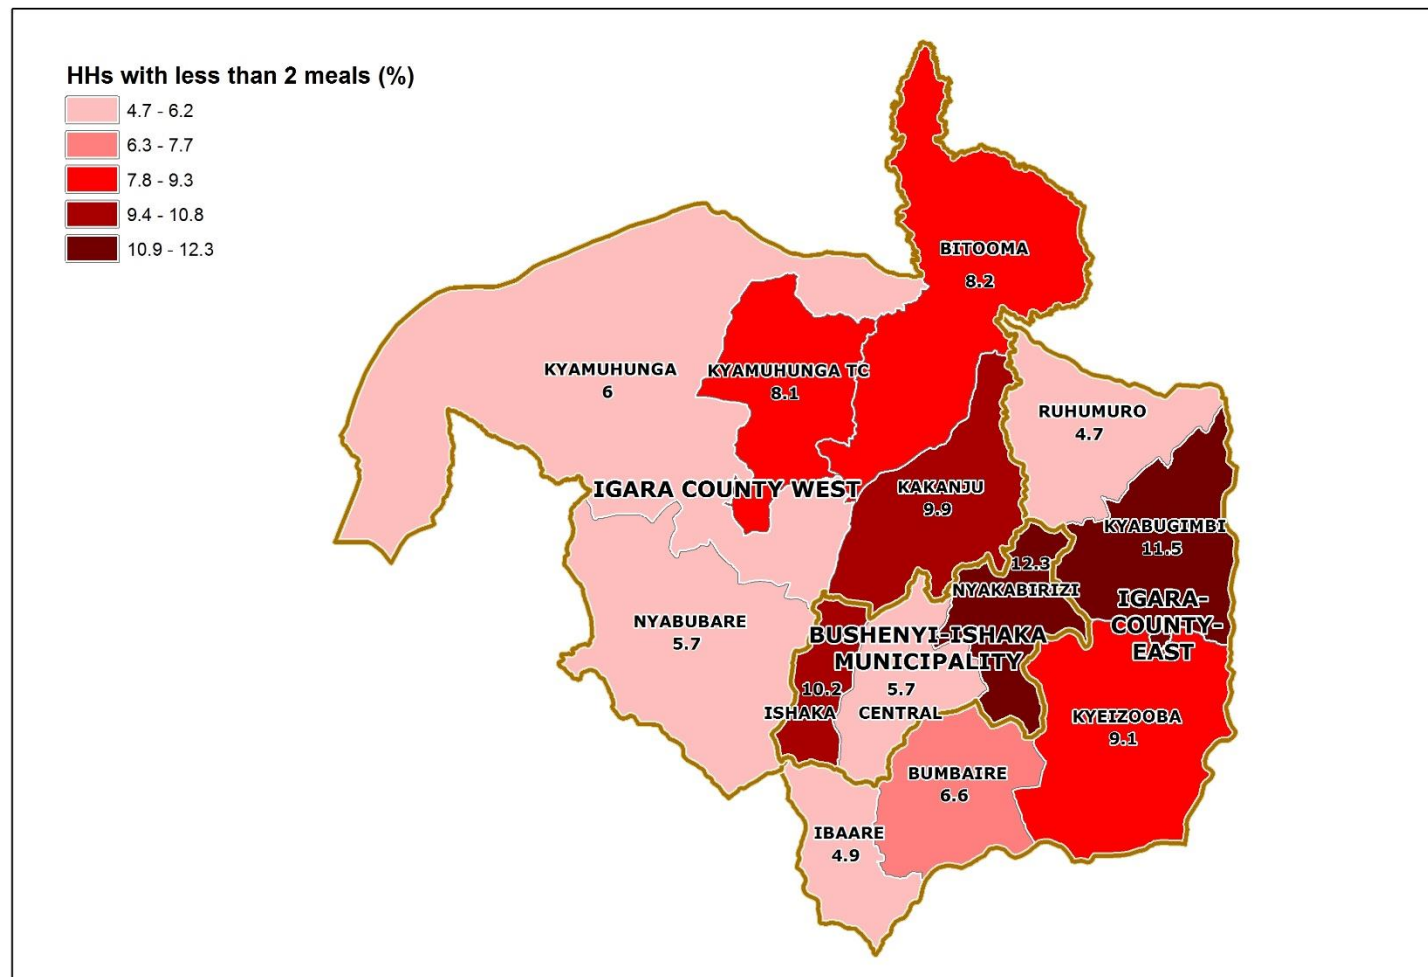 HHs with less than 2 meals (%)
4.7 - 6.2
6.3 - 7.7
7.8 - 9.3
9.4 - 10.8
10.9 - 12.3
BITOOMA
8.2
KYAMUHUNGA
6
KYAMUHUNGA TC
8.1
RUHUMURO
4.7
IGARA COUNTY WEST
KAKANJU
9.9
KYABUGIMBI
11.5
12.3
NYAKABIRIZI
IGARA-
COUNTY-
EAST
NYABUBARE
5.7
BUSHENYI-ISHAKA
MUNICIPALITY
10.2
ISHAKA
5.7
CENTRAL
KYEIZOOBA
9.1
BUMBAIRE
6.6
IBAARE
4.9